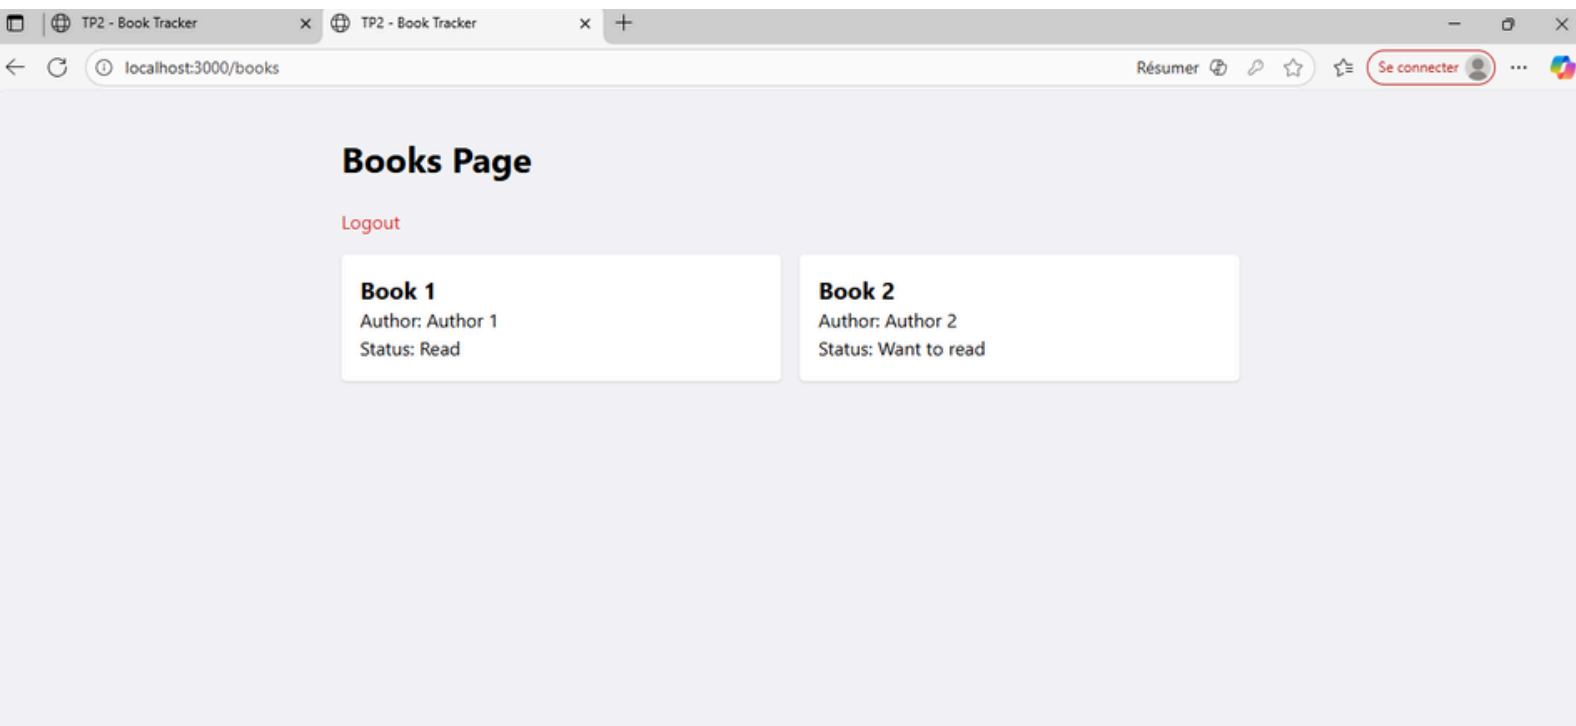 TP2 - Book Tracker
TP2 - Book Tracker
localhost:3000/books
Résumer
Se connecter
Books Page
Logout
Book 1
Author: Author 1
Status: Read
Book 2
Author: Author 2
Status: Want to read